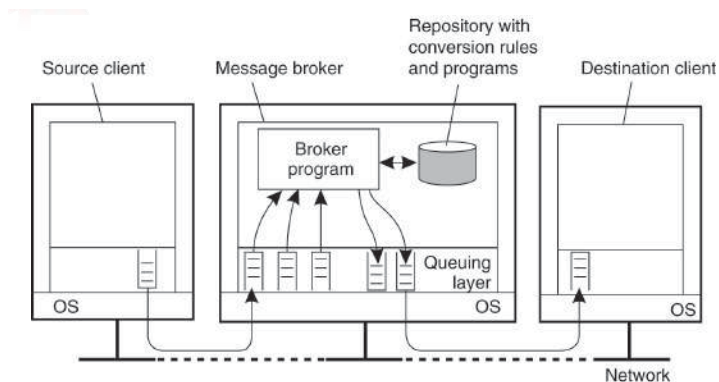 Repository with
conversion rules
and programs
Source client
Message broker
Destination client
Broker
program
Queuing
layer
OS
OS
OS
Network